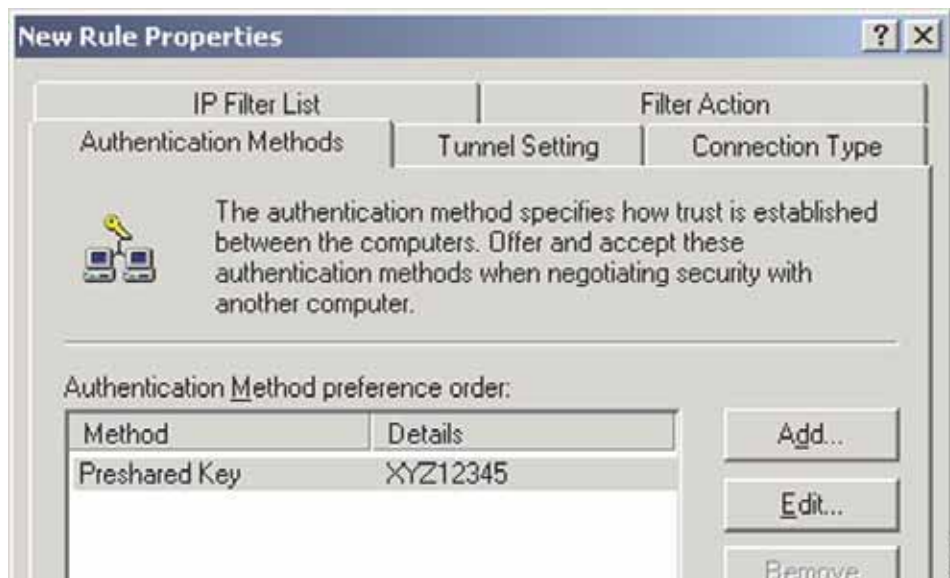 New Rule Properties
? X
IP Filter List Filter Action
Authentication Methods Tunnel Setting Connection Type
The authentication method specifies how trust is established
between the computers. Offer and accept these
authentication methods when negotiating security with
another computer.
Authentication Method preference order:
Method Details
Preshared Key XYZ12345
Add...
Edit...
Remove